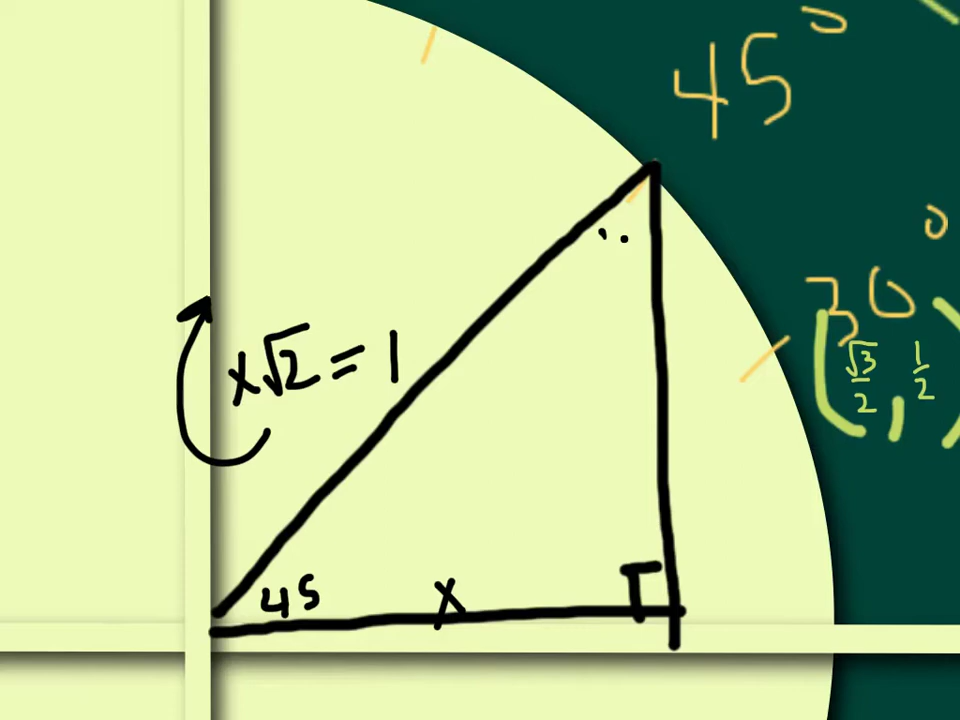 45°
30°
(√3/2, 1/2)
x√2 = 1
45
x